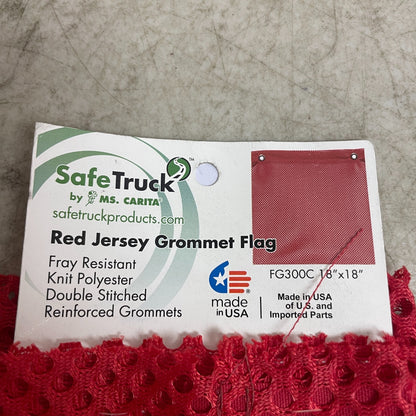 SafeTruck™
by MS. CARITA®
safetruckproducts.com
Red Jersey Grommet Flag
Fray Resistant
Knit Polyester
Double Stitched
Reinforced Grommets
made
in USA
FG300C 18"x18"
Made in USA
of U.S. and
Imported Parts